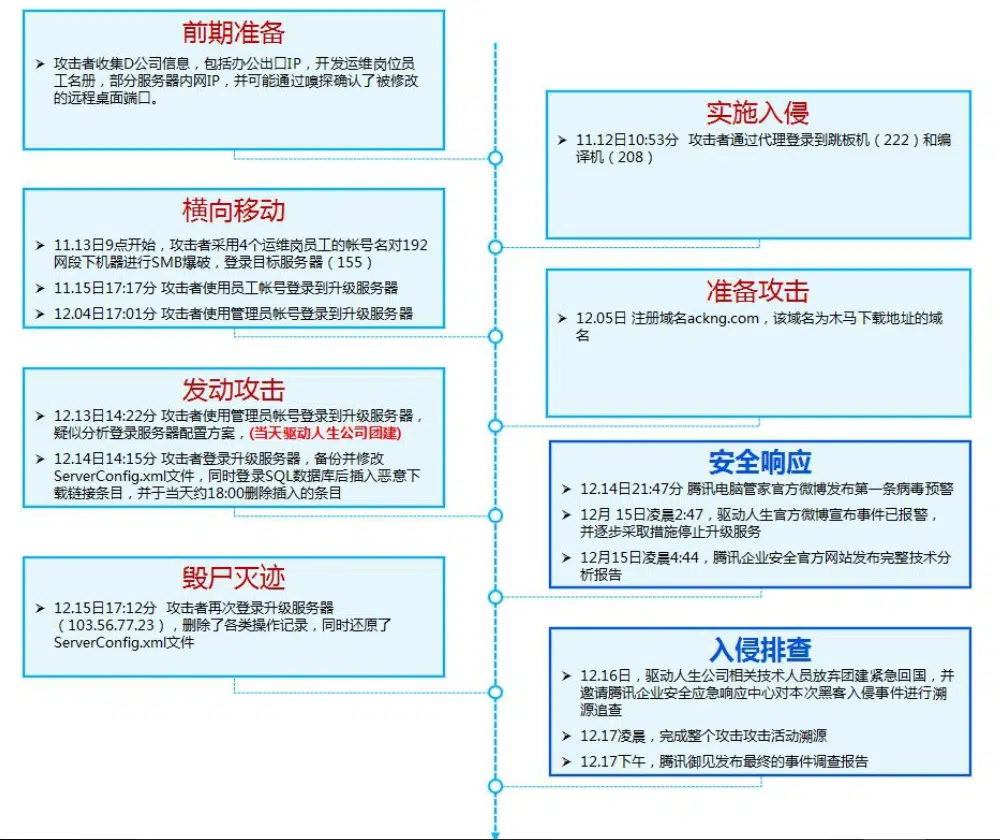 前期准备
➤ 攻击者收集D公司信息，包括办公出口IP，开发运维岗位员
工名册，部分服务器内网IP，并可能通过嗅探确认了被修改
的远程桌面端口。
实施入侵
➤ 11.12日10:53分 攻击者通过代理登录到跳板机（222）和编
译机（208）
横向移动
➤ 11.13日9点开始，攻击者采用4个运维岗员工的帐号名对192
网段下机器进行SMB爆破，登录目标服务器（155）
➤ 11.15日17:17分 攻击者使用员工帐号登录到升级服务器
➤ 12.04日17:01分 攻击者使用管理员帐号登录到升级服务器
准备攻击
➤ 12.05日 注册域名ackng.com，该域名为木马下载地址的域
名
发动攻击
➤ 12.13日14:22分 攻击者使用管理员帐号登录到升级服务器，
疑似分析登录服务器配置方案，(当天驱动人生公司团建)
➤ 12.14日14:15分 攻击者登录升级服务器，备份并修改
ServerConfig.xml文件，同时登录SQL数据库后插入恶意下
载链接条目，并于当天约18:00删除插入的条目
安全响应
➤ 12.14日21:47分 腾讯电脑管家官方微博发布第一条病毒预警
➤ 12月 15日凌晨2:47，驱动人生官方微博宣布事件已报警，
并逐步采取措施停止升级服务
➤ 12月15日凌晨4:44，腾讯企业安全官方网站发布完整技术分
析报告
毁尸灭迹
➤ 12.15日17:12分 攻击者再次登录升级服务器
（103.56.77.23），删除了各类操作记录，同时还原了
ServerConfig.xml文件
入侵排查
➤ 12.16日，驱动人生公司相关技术人员放弃团建紧急回国，并
邀请腾讯企业安全应急响应中心对本次黑客入侵事件进行溯
源追查
➤ 12.17凌晨，完成整个攻击攻击活动溯源
➤ 12.17下午，腾讯御见发布最终的事件调查报告